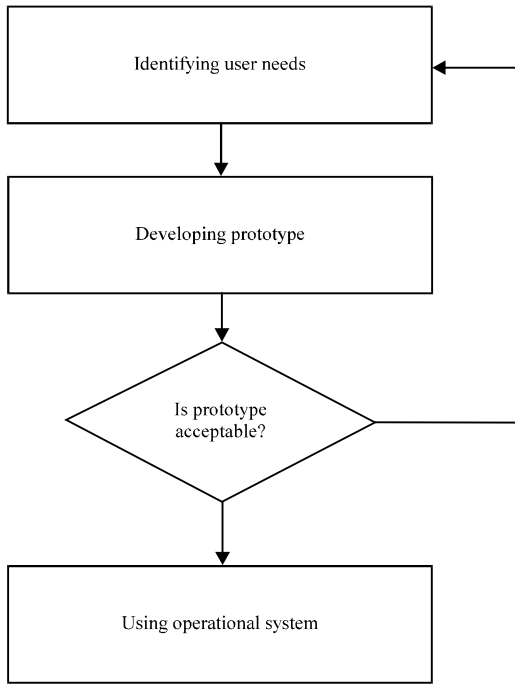 Identifying user needs
Developing prototype
Is prototype
acceptable?
Using operational system